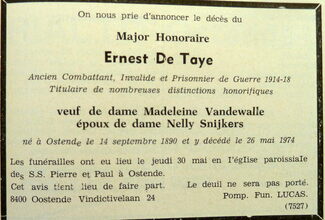 On nous prie d'annoncer le décès du
Major Honoraire
Ernest De Taye
Ancien Combattant, Invalide et Prisonnier de Guerre 1914-18
Titulaire de nombreuses distinctions honorifiques
veuf de dame Madeleine Vandewalle
époux de dame Nelly Snijkers
né à Ostende le 14 septembre 1890 et y décédé le 26 mai 1974
Les funérailles ont eu lieu le jeudi 30 mai en l'église paroissiale
des S.S. Pierre et Paul à Ostende.
Cet avis tient lieu de faire part. Le deuil ne sera pas porté.
8400 Oostende Vindictivelaan 24 Pomp. Fun. LUCAS.
(7527)